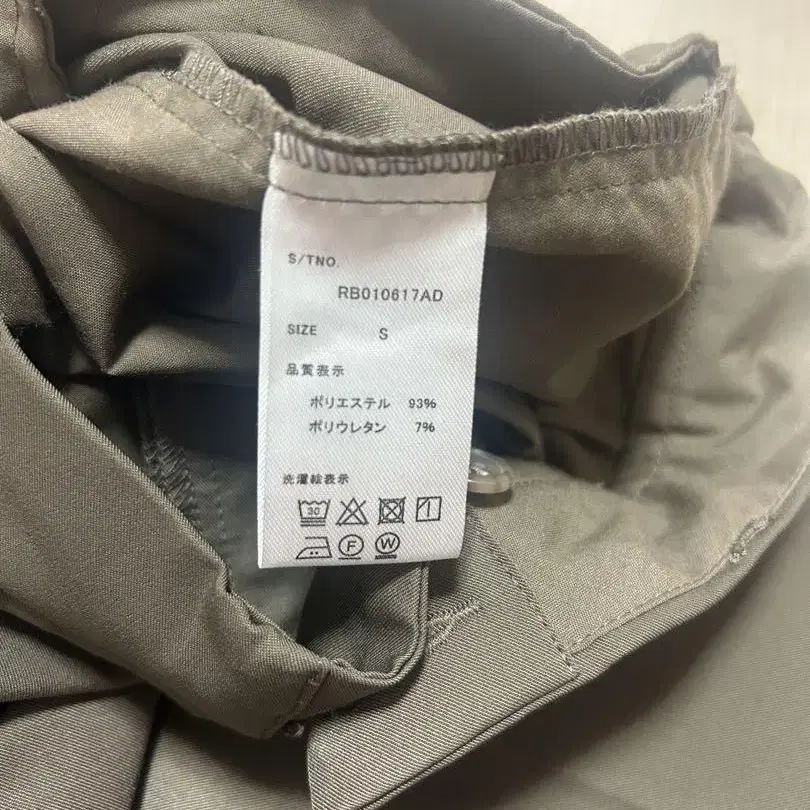 S/TNO.
RB010617AD
SIZE S
品質表示
ポリエステル 93%
ポリウレタン 7%
洗濯絵表示
30
F W